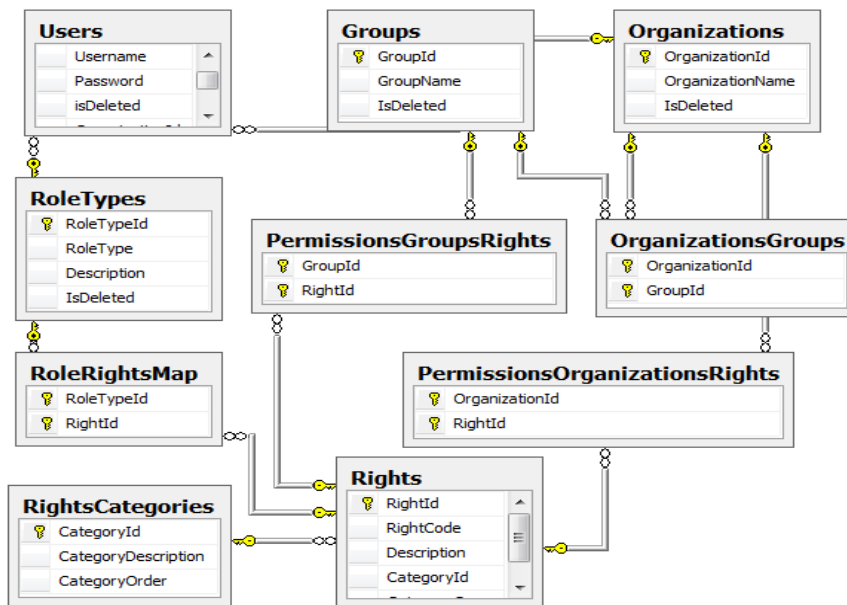 Users
Username
Password
isDeleted
Groups
GroupId
GroupName
IsDeleted
Organizations
OrganizationId
OrganizationName
IsDeleted
RoleTypes
RoleTypeId
RoleType
Description
IsDeleted
PermissionsGroupsRights
GroupId
RightId
OrganizationsGroups
OrganizationId
GroupId
RoleRightsMap
RoleTypeId
RightId
PermissionsOrganizationsRights
OrganizationId
RightId
RightsCategories
CategoryId
CategoryDescription
CategoryOrder
Rights
RightId
RightCode
Description
CategoryId